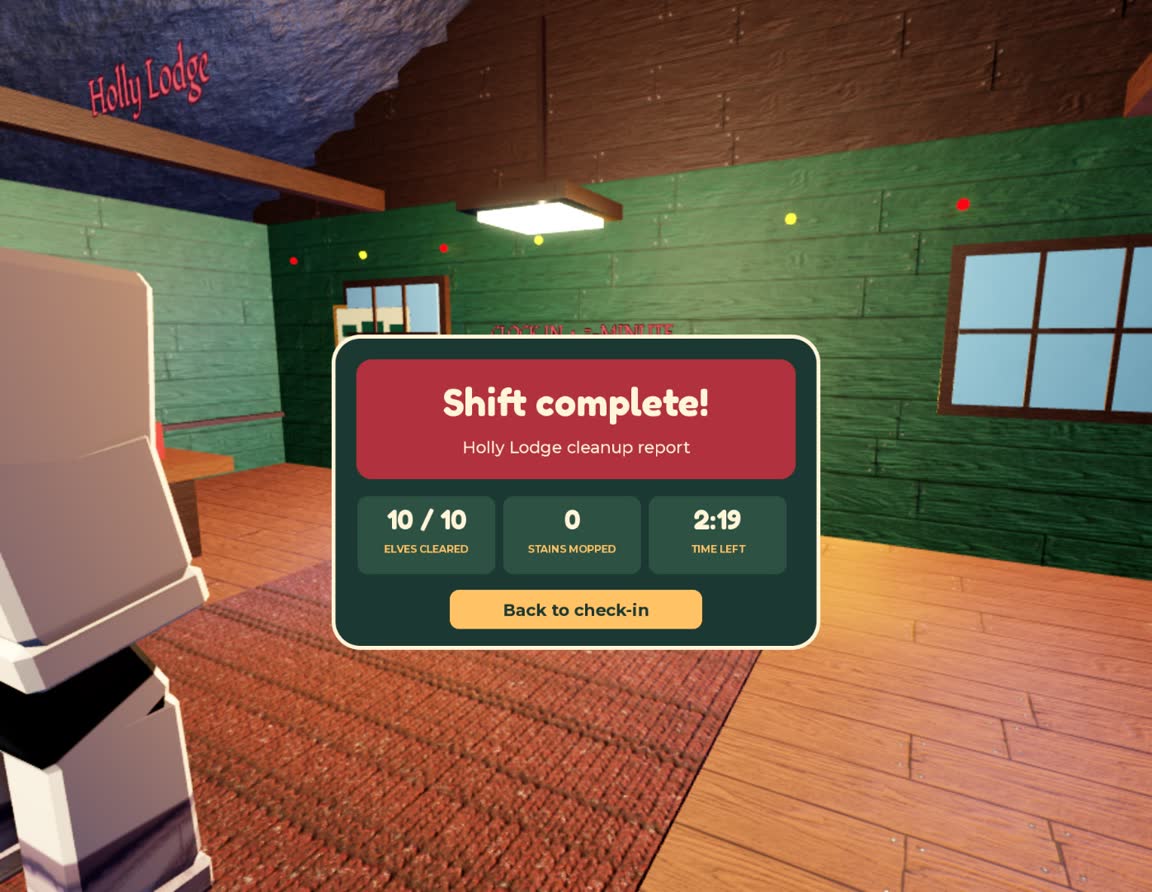 Holly Lodge
Shift complete!
Holly Lodge cleanup report
10 / 10
ELVES CLEARED
0
STAINS MOPPED
2:19
TIME LEFT
Back to check-in